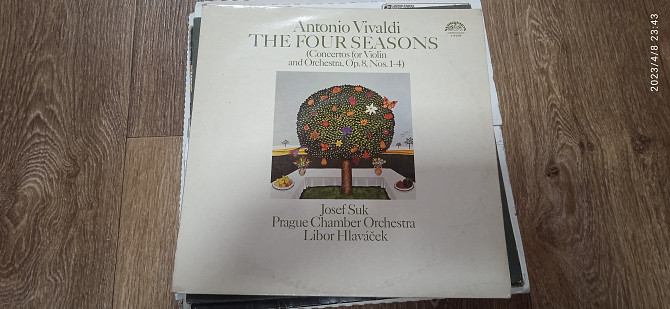 Antonio Vivaldi
THE FOUR SEASONS
(Concertos for Violin
and Orchestra, Op. 8, Nos. 1-4)
Josef Suk
Prague Chamber Orchestra
Libor Hlaváček
2023/4/8 23:43